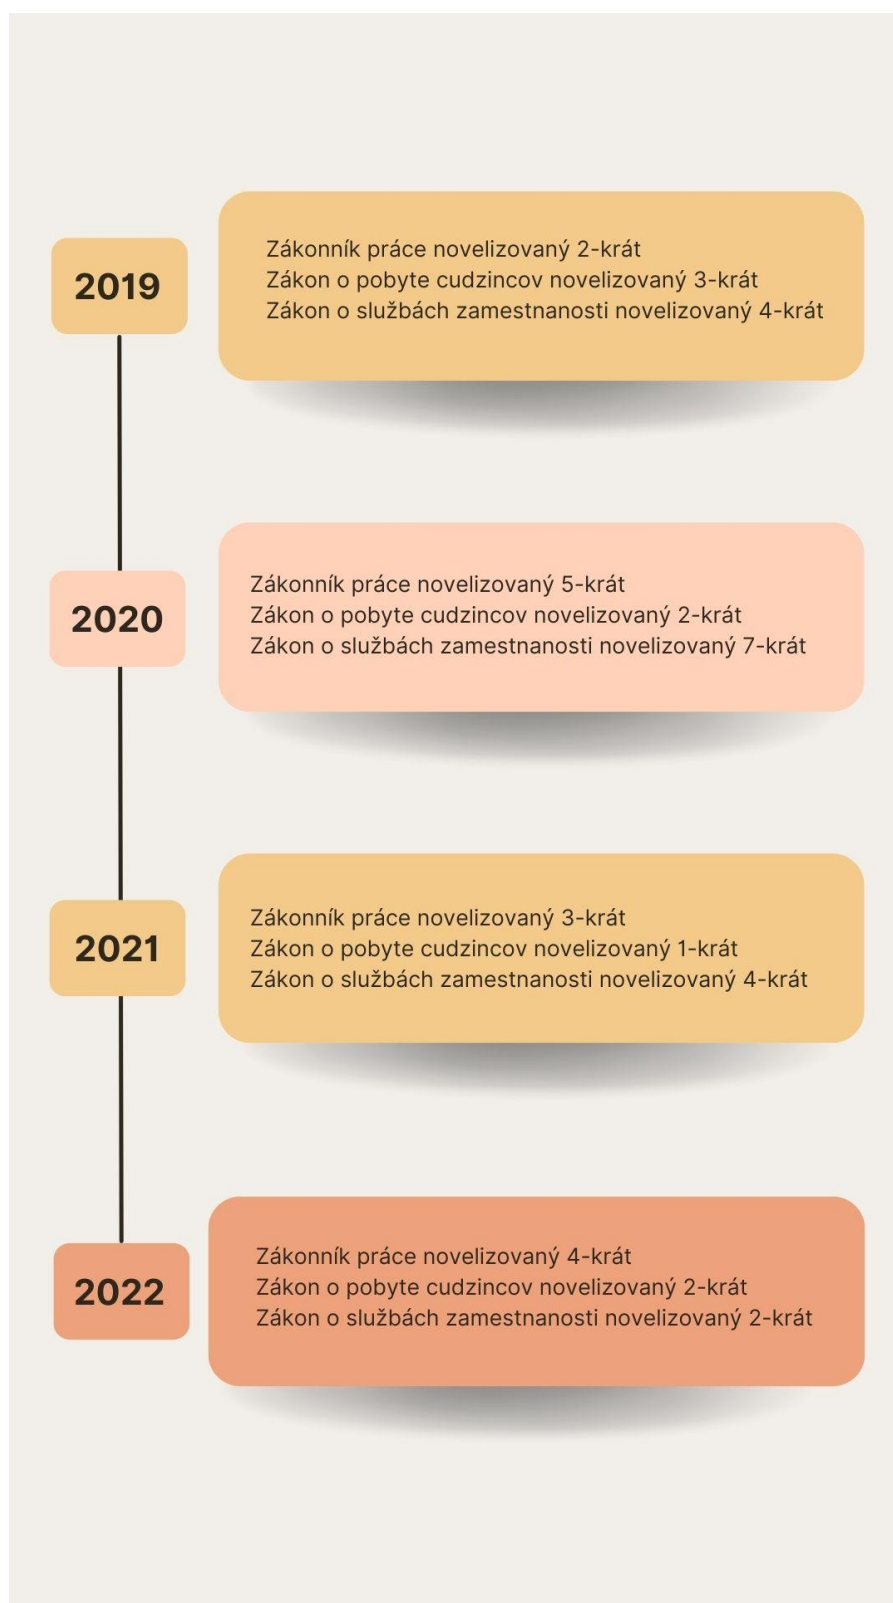 2019
Zákonník práce novelizovaný 2-krát
Zákon o pobyte cudzincov novelizovaný 3-krát
Zákon o službách zamestnanosti novelizovaný 4-krát
2020
Zákonník práce novelizovaný 5-krát
Zákon o pobyte cudzincov novelizovaný 2-krát
Zákon o službách zamestnanosti novelizovaný 7-krát
2021
Zákonník práce novelizovaný 3-krát
Zákon o pobyte cudzincov novelizovaný 1-krát
Zákon o službách zamestnanosti novelizovaný 4-krát
2022
Zákonník práce novelizovaný 4-krát
Zákon o pobyte cudzincov novelizovaný 2-krát
Zákon o službách zamestnanosti novelizovaný 2-krát